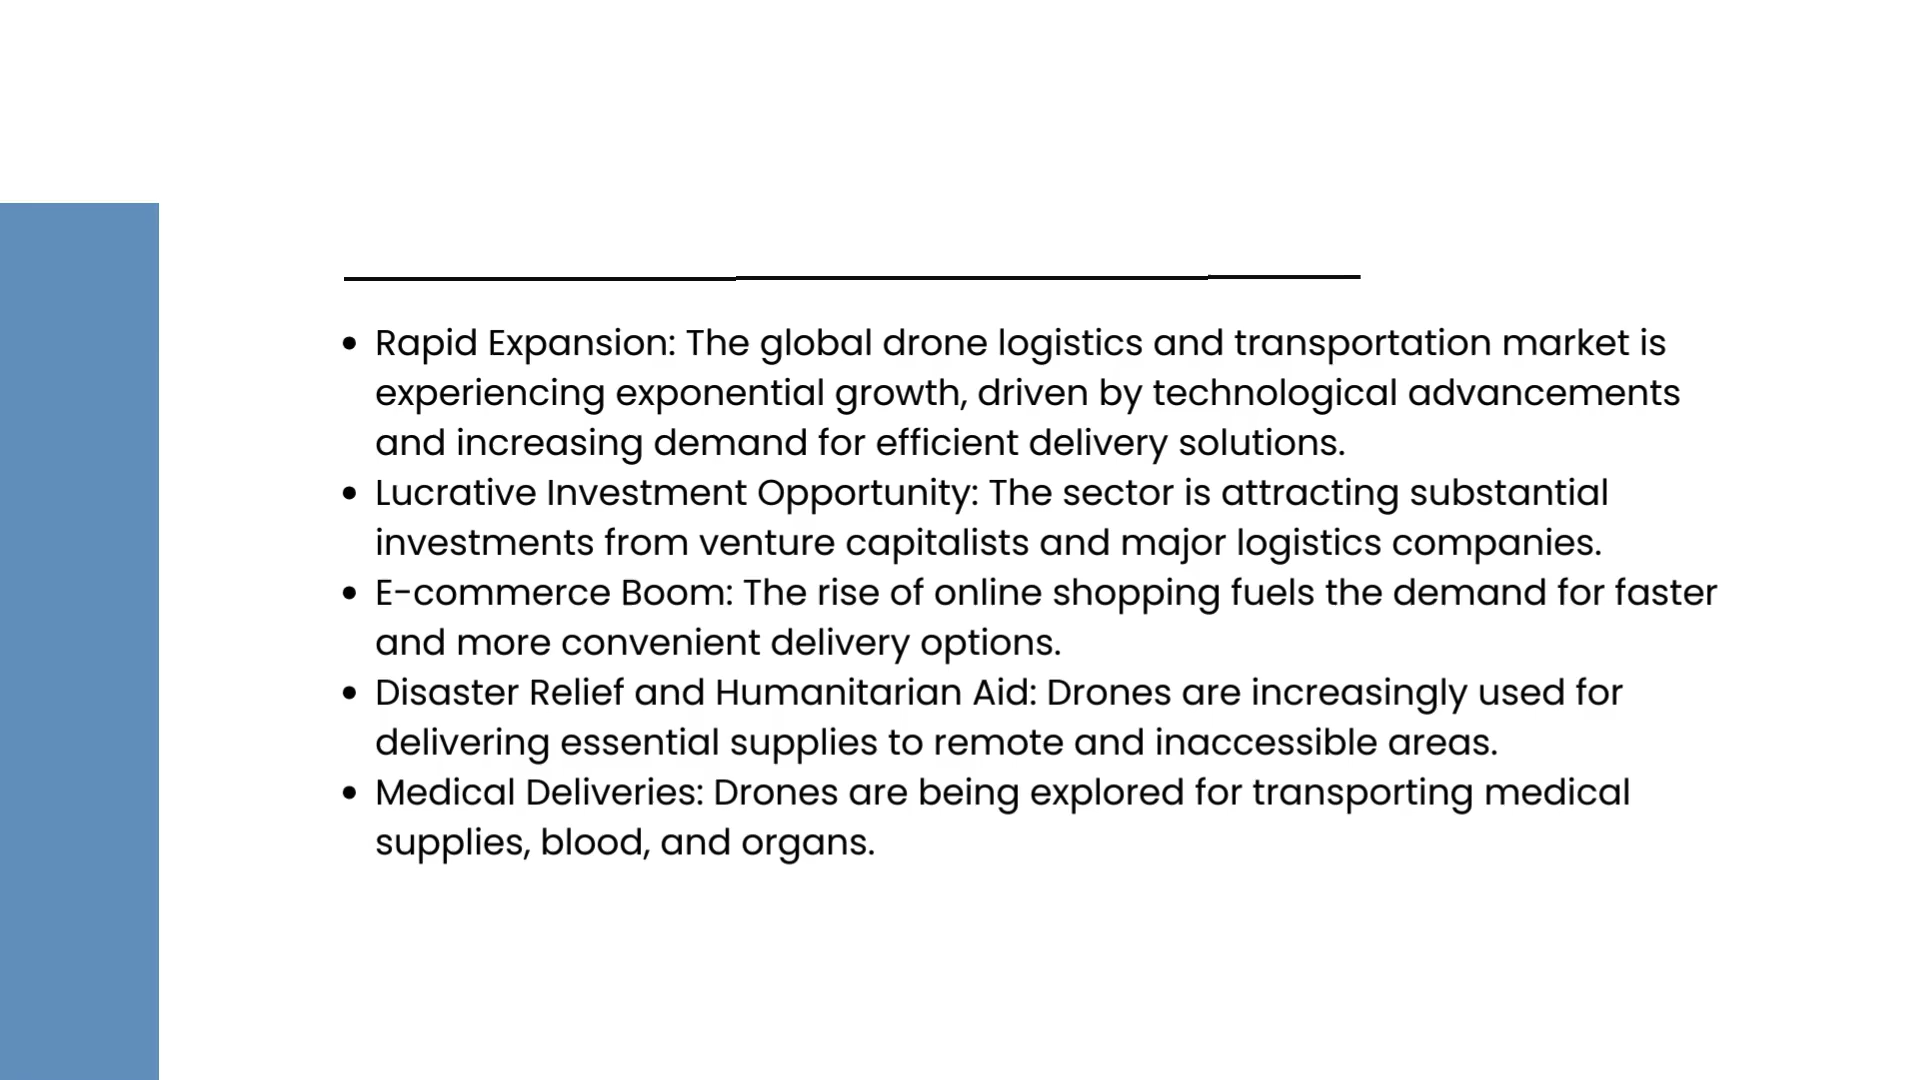 • Rapid Expansion: The global drone logistics and transportation market is
experiencing exponential growth, driven by technological advancements
and increasing demand for efficient delivery solutions.
• Lucrative Investment Opportunity: The sector is attracting substantial
investments from venture capitalists and major logistics companies.
• E-commerce Boom: The rise of online shopping fuels the demand for faster
and more convenient delivery options.
• Disaster Relief and Humanitarian Aid: Drones are increasingly used for
delivering essential supplies to remote and inaccessible areas.
• Medical Deliveries: Drones are being explored for transporting medical
supplies, blood, and organs.